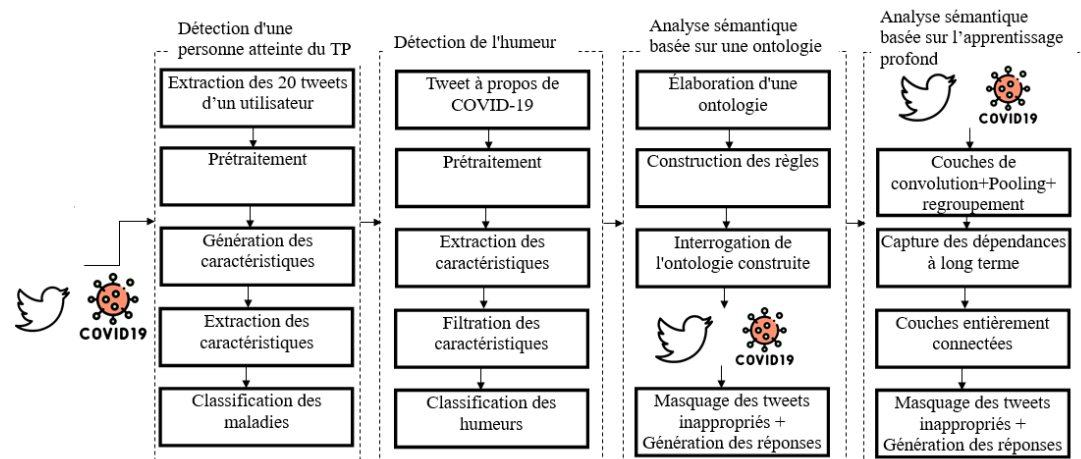 Détection d'une
personne atteinte du TP
Extraction des 20 tweets
d’un utilisateur
Prétraitement
Génération des
caractéristiques
Extraction des
caractéristiques
Classification des
maladies
COVID19
Détection de l'humeur
Tweet à propos de
COVID-19
Prétraitement
Extraction des
caractéristiques
Filtration des
caractéristiques
Classification des
humeurs
Analyse sémantique
basée sur une ontologie
Élaboration d'une
ontologie
Construction des règles
Interrogation de
l'ontologie construite
COVID19
Masquage des tweets
inappropriés +
Génération des réponses
Analyse sémantique
basée sur l’apprentissage
profond
COVID19
Couches de
convolution+Pooling+
regroupement
Capture des dépendances
à long terme
Couches entièrement
connectées
Masquage des tweets
inappropriés +
Génération des réponses